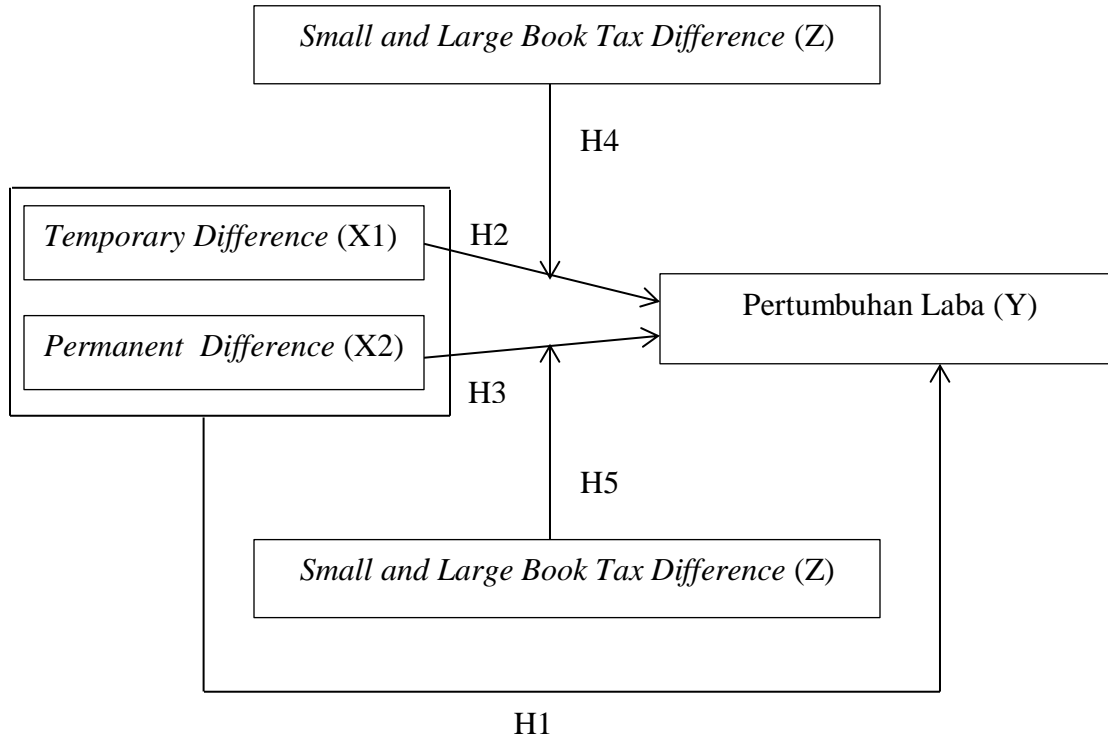 Small and Large Book Tax Difference (Z)
H4
Temporary Difference (X1)
H2
Pertumbuhan Laba (Y)
Permanent Difference (X2)
H3
H5
Small and Large Book Tax Difference (Z)
H1